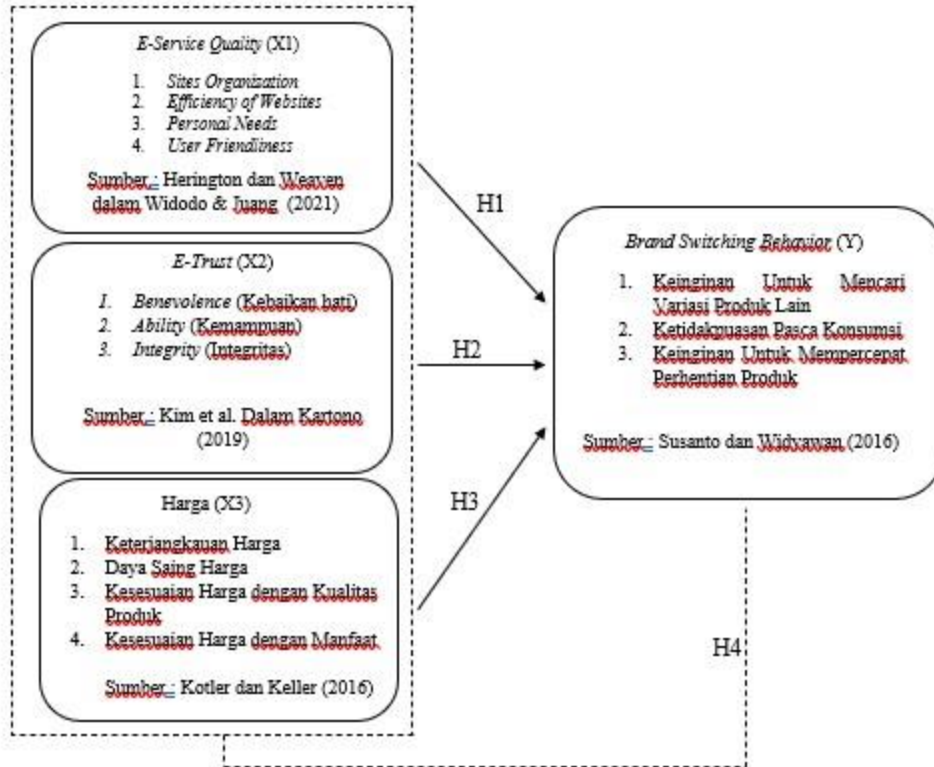 E-Service Quality (X1)
1. Sites Organization
2. Efficiency of Websites
3. Personal Needs
4. User Friendliness
Sumber : Herington dan Weaven
dalam Widodo & Juang (2021)
E-Trust (X2)
1. Benevolence (Kebaikan hati)
2. Ability (Kemampuan)
3. Integrity (Integritas)
Sumber : Kim et al. Dalam Kartono
(2019)
Harga (X3)
1. Keterjangkauan Harga
2. Daya Saing Harga
3. Kesesuaian Harga dengan Kualitas
Produk
4. Kesesuaian Harga dengan Manfaat
Sumber : Kotler dan Keller (2016)
H1
H2
H3
Brand Switching Behavior (Y)
1. Keinginan Untuk Mencari
Variasi Produk Lain
2. Ketidakpuasan Pasca Konsumsi
3. Keinginan Untuk Mempercepat
Perhentian Produk
Sumber : Susanto dan Widyawan (2016)
H4